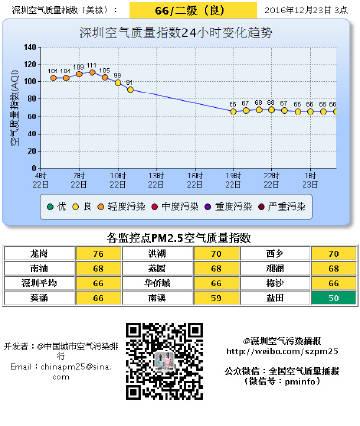 深圳空气质量指数（美标）： 66/二级（良） 2016年12月23日 3点
深圳空气质量指数24小时变化趋势
空气质量指数(AQI)
140
120
100
80
60
40
20
0
104 104 109 111 105 99 91 66 67 68 68 67 66 66 66
4时 7时 10时 13时 16时 19时 22时 1时
22日 22日 22日 22日 22日 22日 22日 23日
优 良 轻度污染 中度污染 重度污染 严重污染
各监控点PM2.5空气质量指数
龙岗 76 洪湖 70 西乡 70
南油 68 荔园 68 观澜 68
深圳平均 66 华侨城 66 梅沙 66
葵涌 66 南澳 59 盐田 50
开发者：@中国城市空气污染排
行
Email：chinapm25@sina.
com
@深圳空气污染播报
http://weibo.com/szpm25
公众微信：全国空气质量播报
（微信号：pminfo）